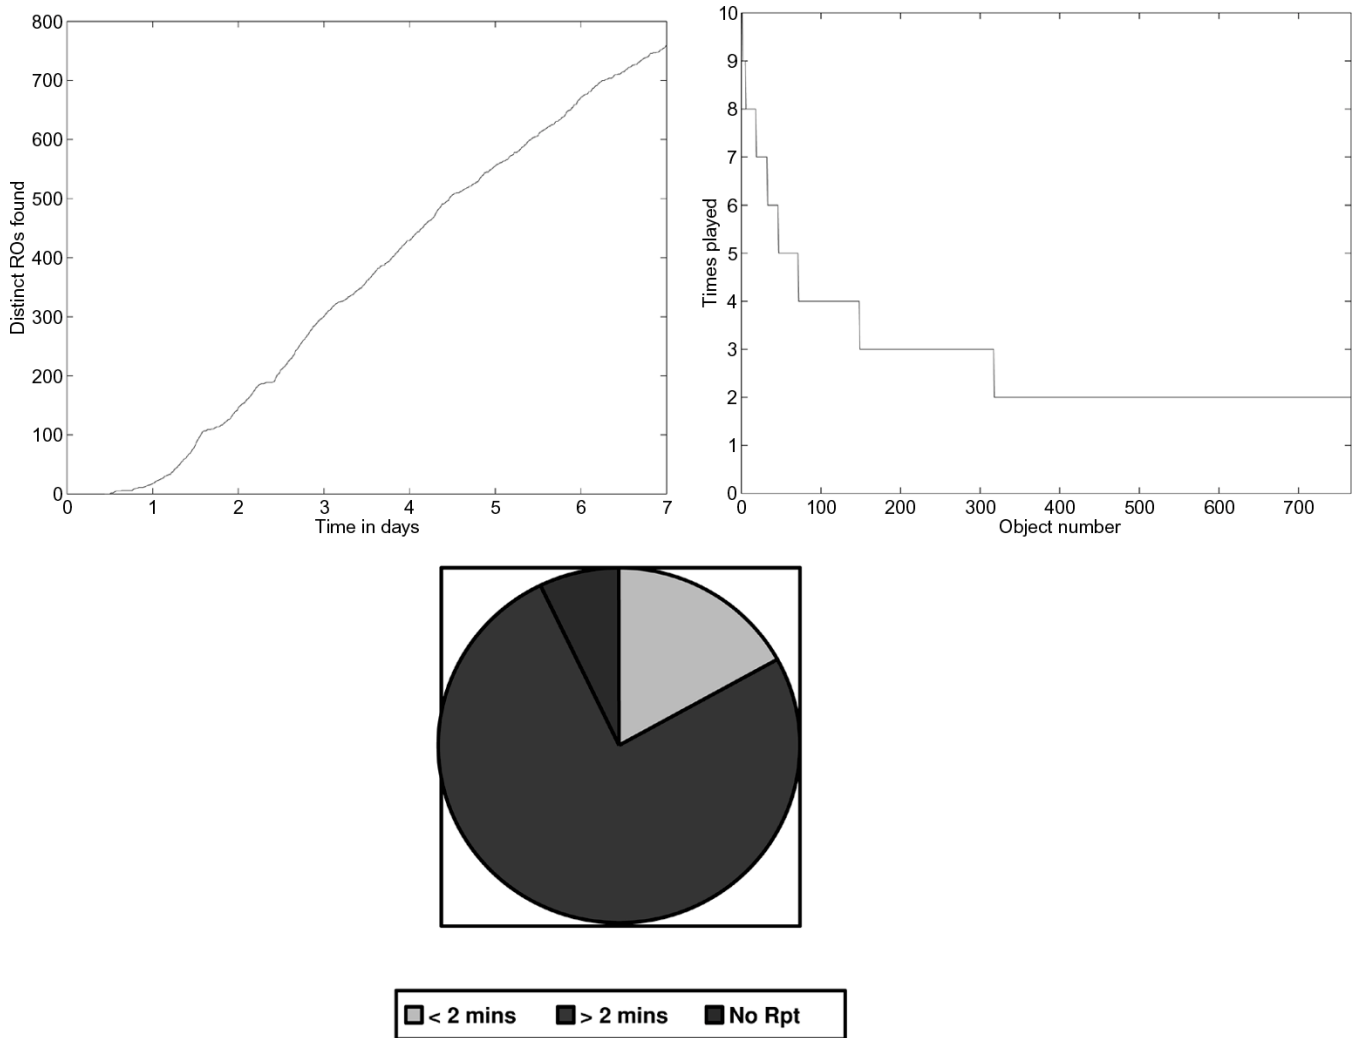 800
700
600
500
400
300
200
100
0
Distinct ROs found
0 1 2 3 4 5 6 7
Time in days
10
9
8
7
6
5
4
3
2
1
0
Times played
0 100 200 300 400 500 600 700
Object number
< 2 mins > 2 mins No Rpt